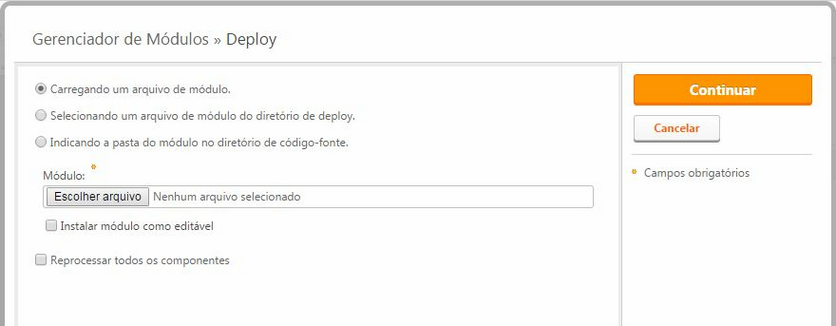 Gerenciador de Módulos » Deploy
Carregando um arquivo de módulo.
Selecionando um arquivo de módulo do diretório de deploy.
Indicando a pasta do módulo no diretório de código-fonte.
Módulo: *
Escolher arquivo Nenhum arquivo selecionado
Instalar módulo como editável
Reprocessar todos os componentes
Continuar
Cancelar
* Campos obrigatórios